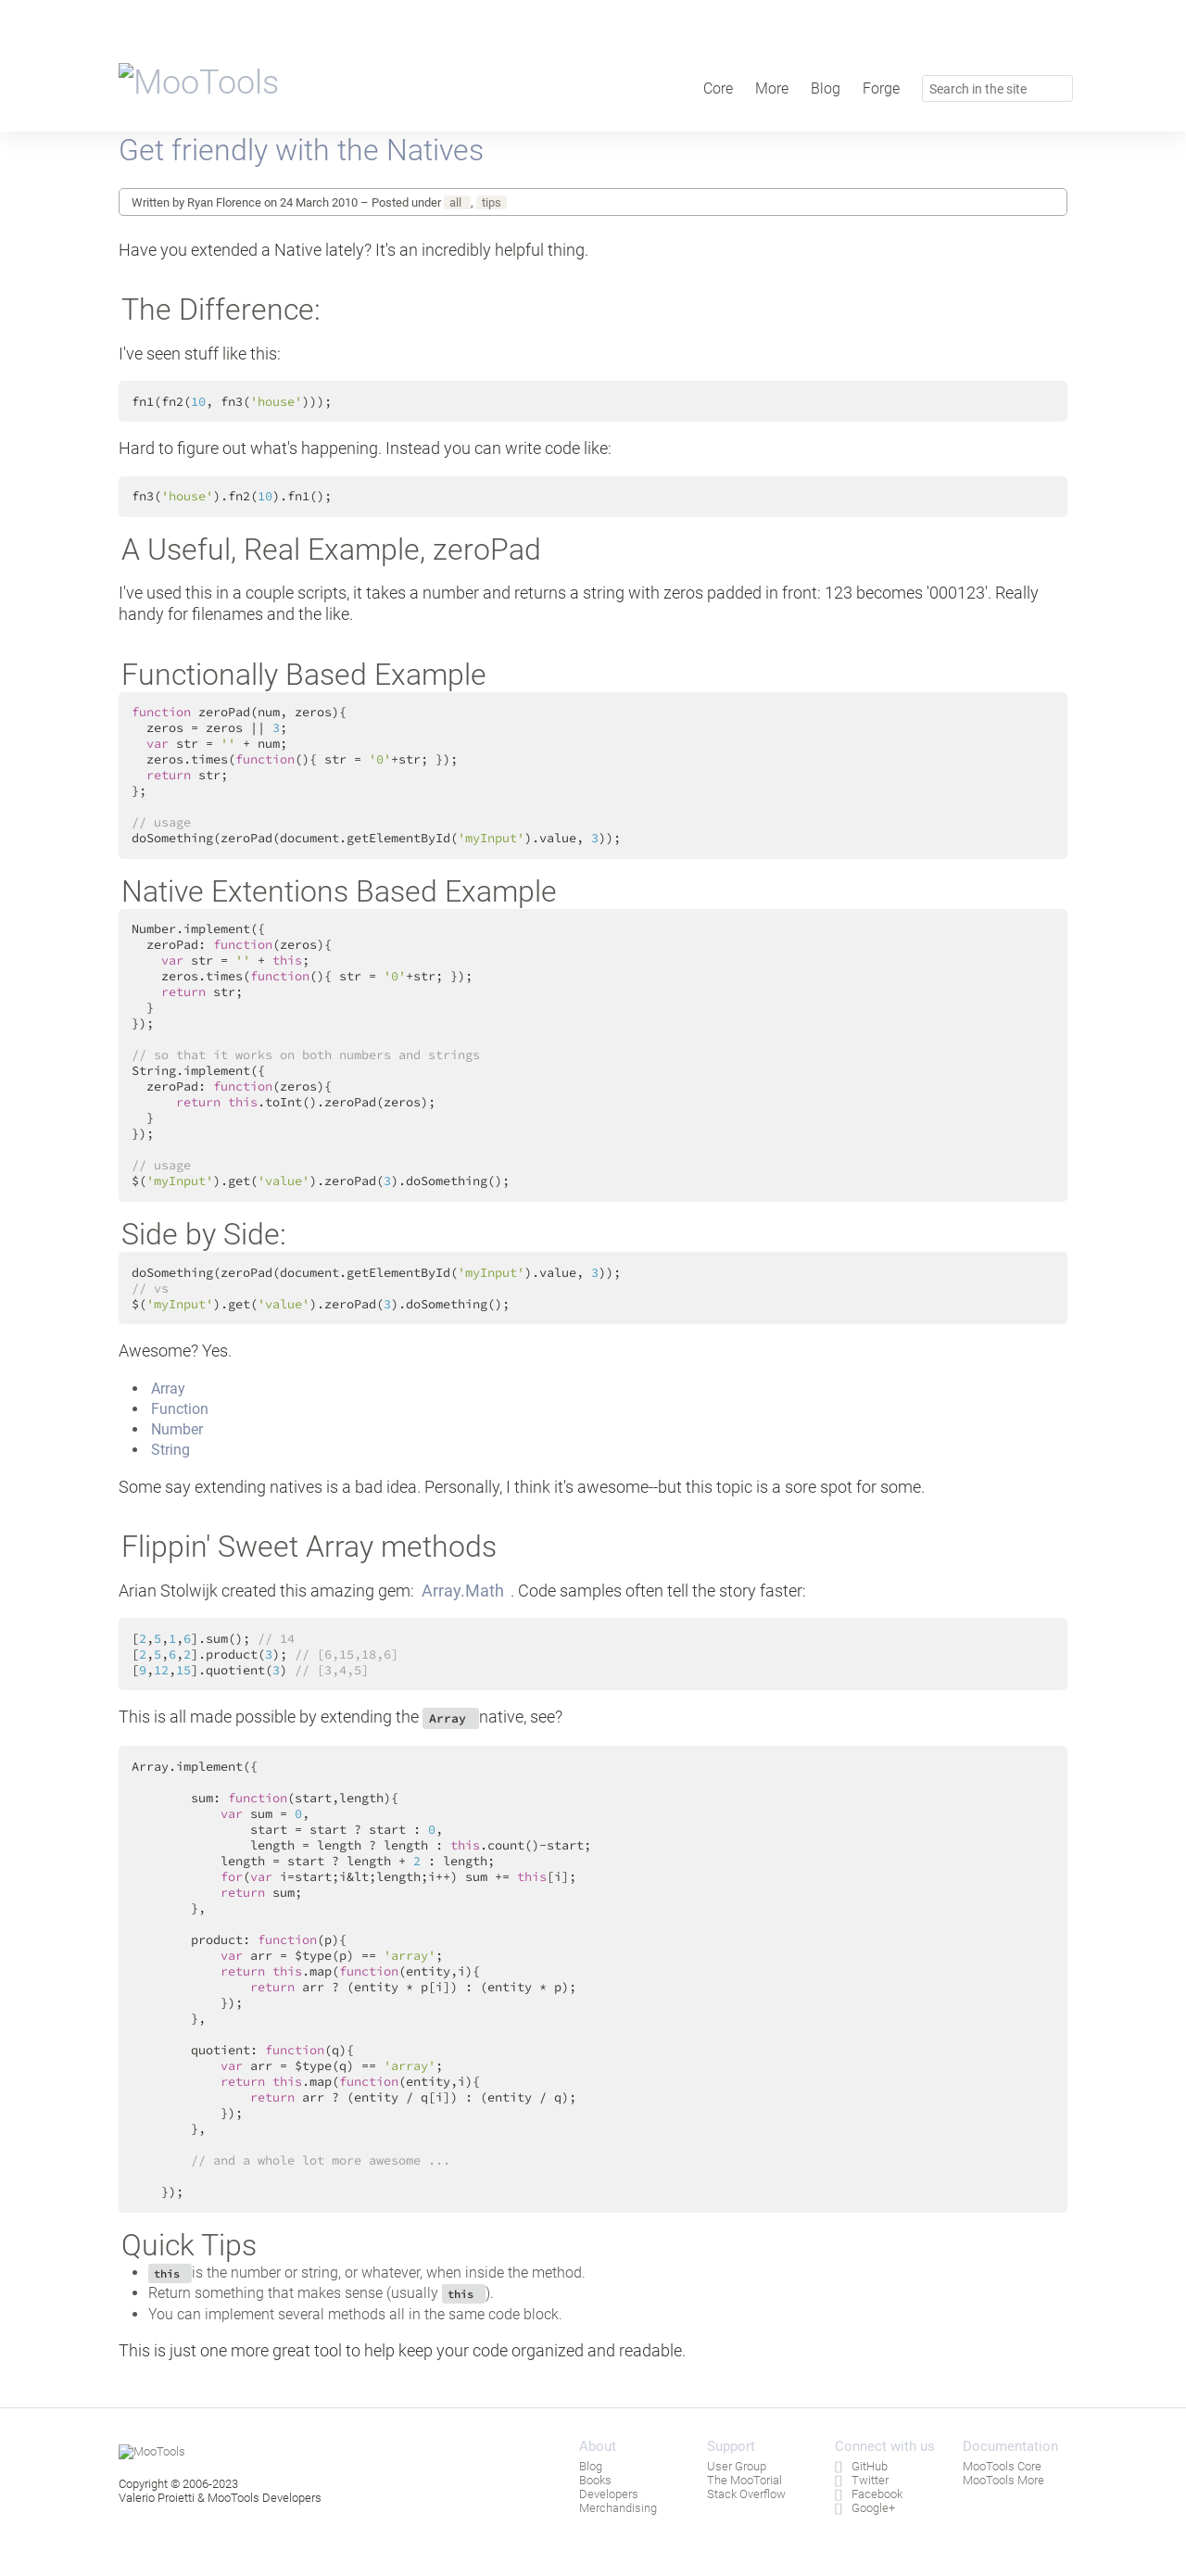 MooTools
Core More Blog Forge Search in the site
Get friendly with the Natives
Written by Ryan Florence on 24 March 2010 – Posted under all , tips
Have you extended a Native lately? It's an incredibly helpful thing.
The Difference:
I've seen stuff like this:
fn1(fn2(10, fn3('house')));
Hard to figure out what's happening. Instead you can write code like:
fn3('house').fn2(10).fn1();
A Useful, Real Example, zeroPad
I've used this in a couple scripts, it takes a number and returns a string with zeros padded in front: 123 becomes '000123'. Really
handy for filenames and the like.
Functionally Based Example
function zeroPad(num, zeros){
  zeros = zeros || 3;
  var str = '' + num;
  zeros.times(function(){ str = '0'+str; });
  return str;
};
// usage
doSomething(zeroPad(document.getElementById('myInput').value, 3));
Native Extentions Based Example
Number.implement({
  zeroPad: function(zeros){
    var str = '' + this;
    zeros.times(function(){ str = '0'+str; });
    return str;
  }
});
// so that it works on both numbers and strings
String.implement({
  zeroPad: function(zeros){
      return this.toInt().zeroPad(zeros);
  }
});
// usage
$('myInput').get('value').zeroPad(3).doSomething();
Side by Side:
doSomething(zeroPad(document.getElementById('myInput').value, 3));
// vs
$('myInput').get('value').zeroPad(3).doSomething();
Awesome? Yes.
• Array
• Function
• Number
• String
Some say extending natives is a bad idea. Personally, I think it's awesome--but this topic is a sore spot for some.
Flippin' Sweet Array methods
Arian Stolwijk created this amazing gem: Array.Math . Code samples often tell the story faster:
[2,5,1,6].sum(); // 14
[2,5,6,2].product(3); // [6,15,18,6]
[9,12,15].quotient(3) // [3,4,5]
This is all made possible by extending the Array native, see?
Array.implement({
        sum: function(start,length){
            var sum = 0,
                start = start ? start : 0,
                length = length ? length : this.count()-start;
            length = start ? length + 2 : length;
            for(var i=start;i&lt;length;i++) sum += this[i];
            return sum;
        },
        product: function(p){
            var arr = $type(p) == 'array';
            return this.map(function(entity,i){
                return arr ? (entity * p[i]) : (entity * p);
            });
        },
        quotient: function(q){
            var arr = $type(q) == 'array';
            return this.map(function(entity,i){
                return arr ? (entity / q[i]) : (entity / q);
            });
        },
        // and a whole lot more awesome ...
    });
Quick Tips
• this is the number or string, or whatever, when inside the method.
• Return something that makes sense (usually this ).
• You can implement several methods all in the same code block.
This is just one more great tool to help keep your code organized and readable.
MooTools
Copyright © 2006-2023
Valerio Proietti & MooTools Developers
About
Blog
Books
Developers
Merchandising
Support
User Group
The MooTorial
Stack Overflow
Connect with us
GitHub
Twitter
Facebook
Google+
Documentation
MooTools Core
MooTools More